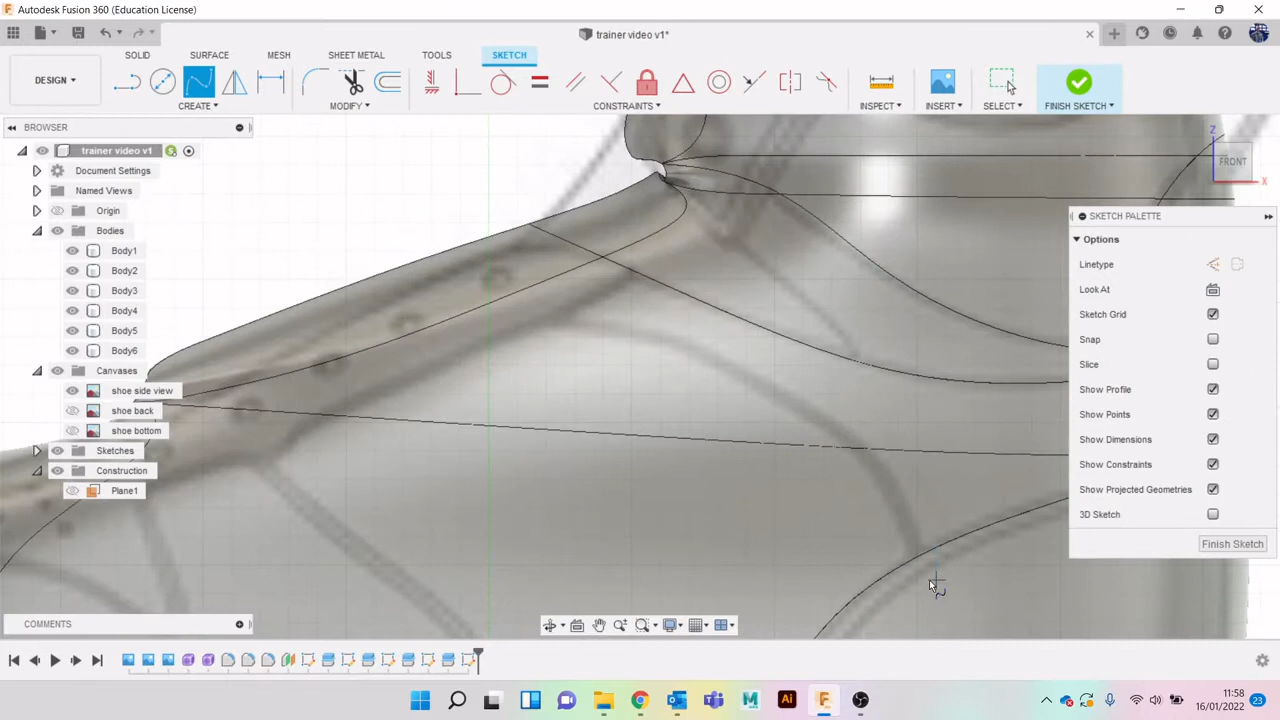 Autodesk Fusion 360 (Education License)
trainer video v1*
SOLID
SURFACE
MESH
SHEET METAL
TOOLS
SKETCH
DESIGN
CREATE
MODIFY
CONSTRAINTS
INSPECT
INSERT
SELECT
FINISH SKETCH
BROWSER
trainer video v1
Document Settings
Named Views
Origin
Bodies
Body1
Body2
Body3
Body4
Body5
Body6
Canvases
shoe side view
shoe back
shoe bottom
Sketches
Construction
Plane1
Z
FRONT
X
SKETCH PALETTE
Options
Linetype
Look At
Sketch Grid
Snap
Slice
Show Profile
Show Points
Show Dimensions
Show Constraints
Show Projected Geometries
3D Sketch
Finish Sketch
COMMENTS
11:58
16/01/2022
23